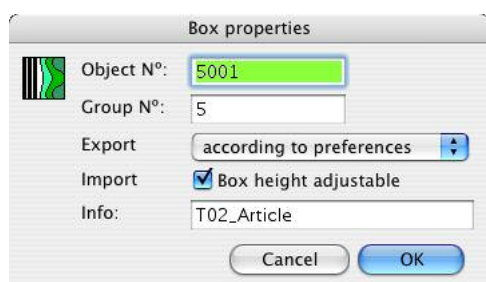 Box properties
Object Nº: 5001
Group Nº: 5
Export according to preferences
Import Box height adjustable
Info: T02_Article
Cancel OK